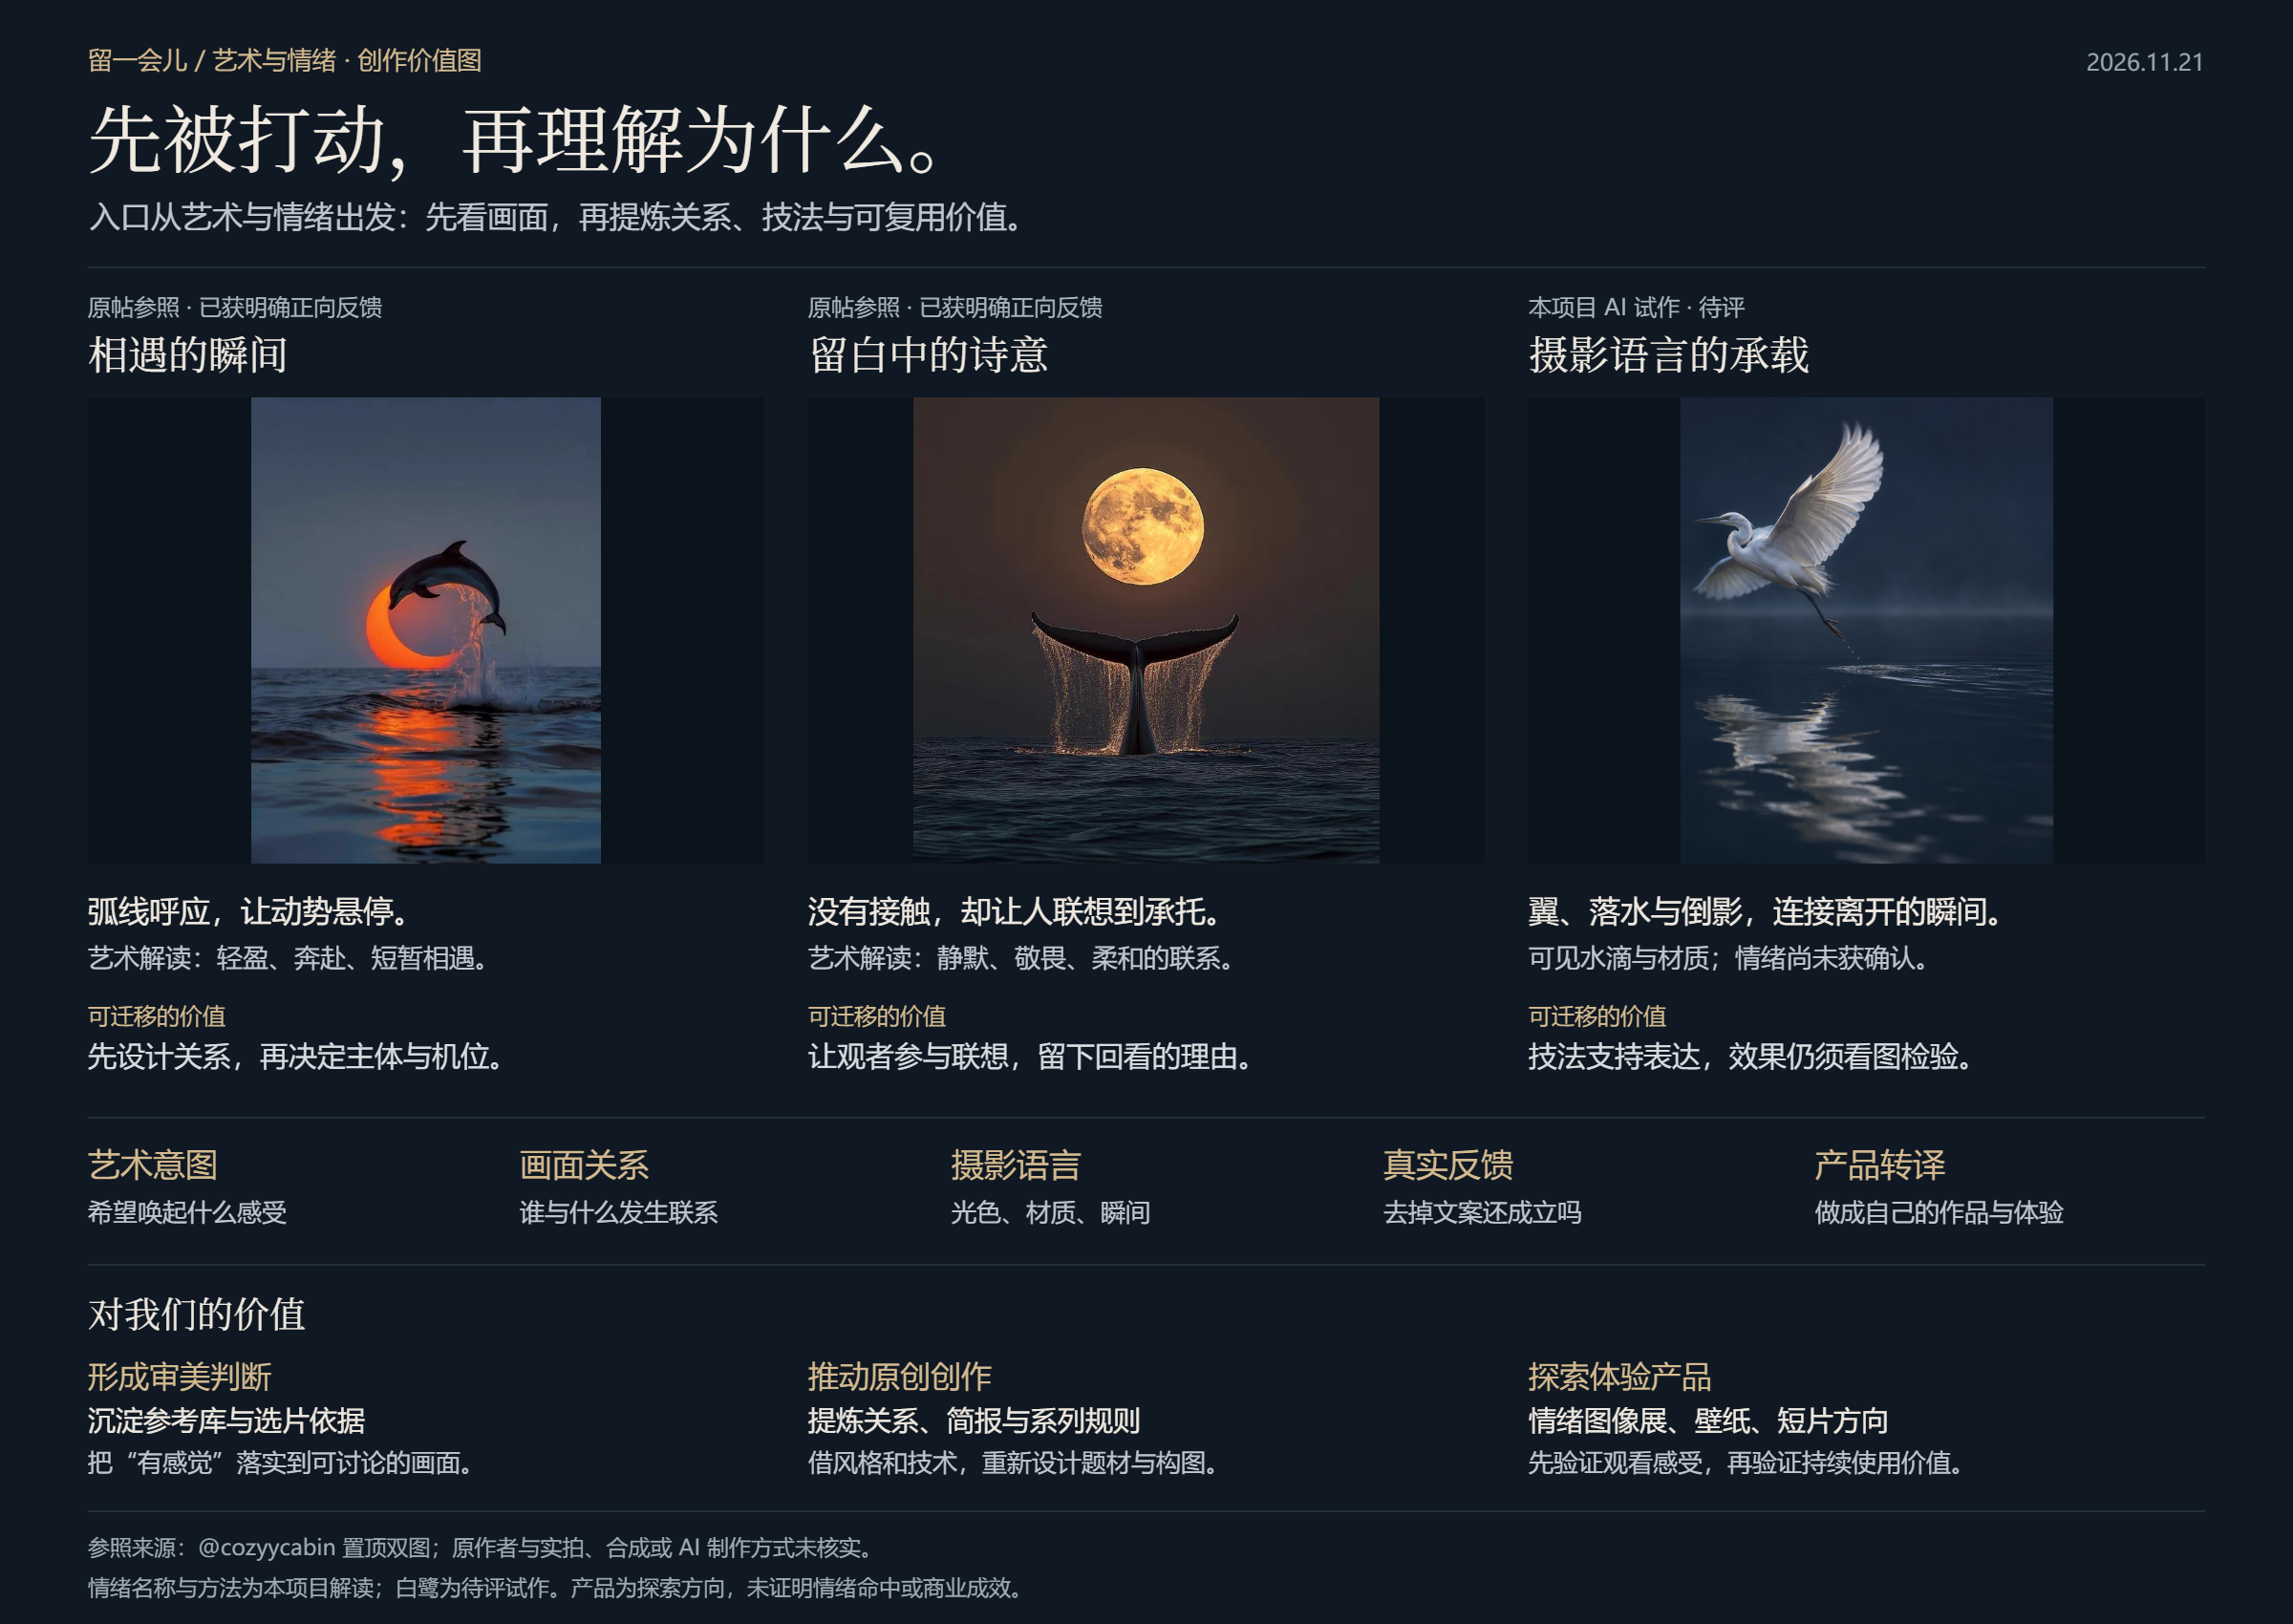 留一会儿 / 艺术与情绪 · 创作价值图
2026.11.21
先被打动，再理解为什么。
入口从艺术与情绪出发：先看画面，再提炼关系、技法与可复用价值。
原帖参照 · 已获明确正向反馈
相遇的瞬间
弧线呼应，让动势悬停。
艺术解读：轻盈、奔赴、短暂相遇。
可迁移的价值
先设计关系，再决定主体与机位。
原帖参照 · 已获明确正向反馈
留白中的诗意
没有接触，却让人联想到承托。
艺术解读：静默、敬畏、柔和的联系。
可迁移的价值
让观者参与联想，留下回看的理由。
本项目 AI 试作 · 待评
摄影语言的承载
翼、落水与倒影，连接离开的瞬间。
可见水滴与材质；情绪尚未获确认。
可迁移的价值
技法支持表达，效果仍须看图检验。
艺术意图
希望唤起什么感受
画面关系
谁与什么发生联系
摄影语言
光色、材质、瞬间
真实反馈
去掉文案还成立吗
产品转译
做成自己的作品与体验
对我们的价值
形成审美判断
沉淀参考库与选片依据
把“有感觉”落实到可讨论的画面。
推动原创创作
提炼关系、简报与系列规则
借风格和技术，重新设计题材与构图。
探索体验产品
情绪图像展、壁纸、短片方向
先验证观看感受，再验证持续使用价值。
参照来源：@cozyycabin 置顶双图；原作者与实拍、合成或 AI 制作方式未核实。
情绪名称与方法为本项目解读；白鹭为待评试作。产品为探索方向，未证明情绪命中或商业成效。